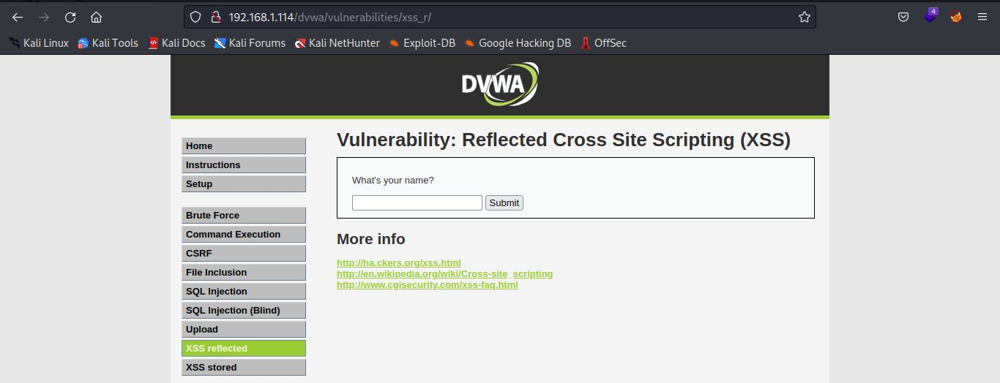 192.168.1.114/dvwa/vulnerabilities/xss_r/
4
Kali Linux Kali Tools Kali Docs Kali Forums Kali NetHunter Exploit-DB Google Hacking DB OffSec
DVWA
Home
Instructions
Setup
Brute Force
Command Execution
CSRF
File Inclusion
SQL Injection
SQL Injection (Blind)
Upload
XSS reflected
XSS stored
Vulnerability: Reflected Cross Site Scripting (XSS)
What's your name?
Submit
More info
http://ha.ckers.org/xss.html
http://en.wikipedia.org/wiki/Cross-site_scripting
http://www.cgisecurity.com/xss-faq.html